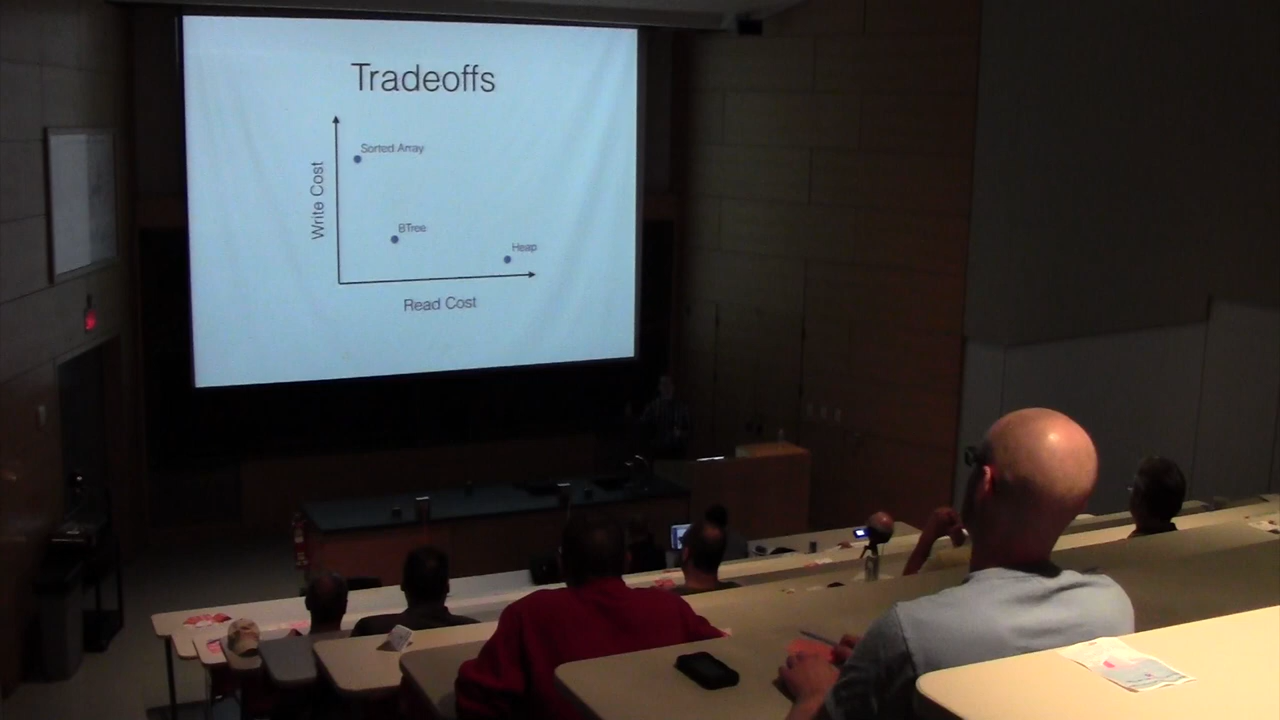 Tradeoffs
Sorted Array
Write Cost
BTree
Heap
Read Cost